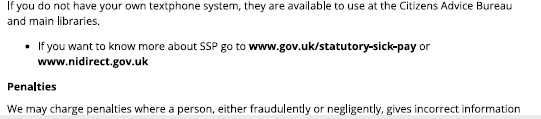 If you do not have your own textphone system, they are available to use at the Citizens Advice Bureau
and main libraries.
• If you want to know more about SSP go to www.gov.uk/statutory-sick-pay or
www.nidirect.gov.uk
Penalties
We may charge penalties where a person, either fraudulently or negligently, gives incorrect information